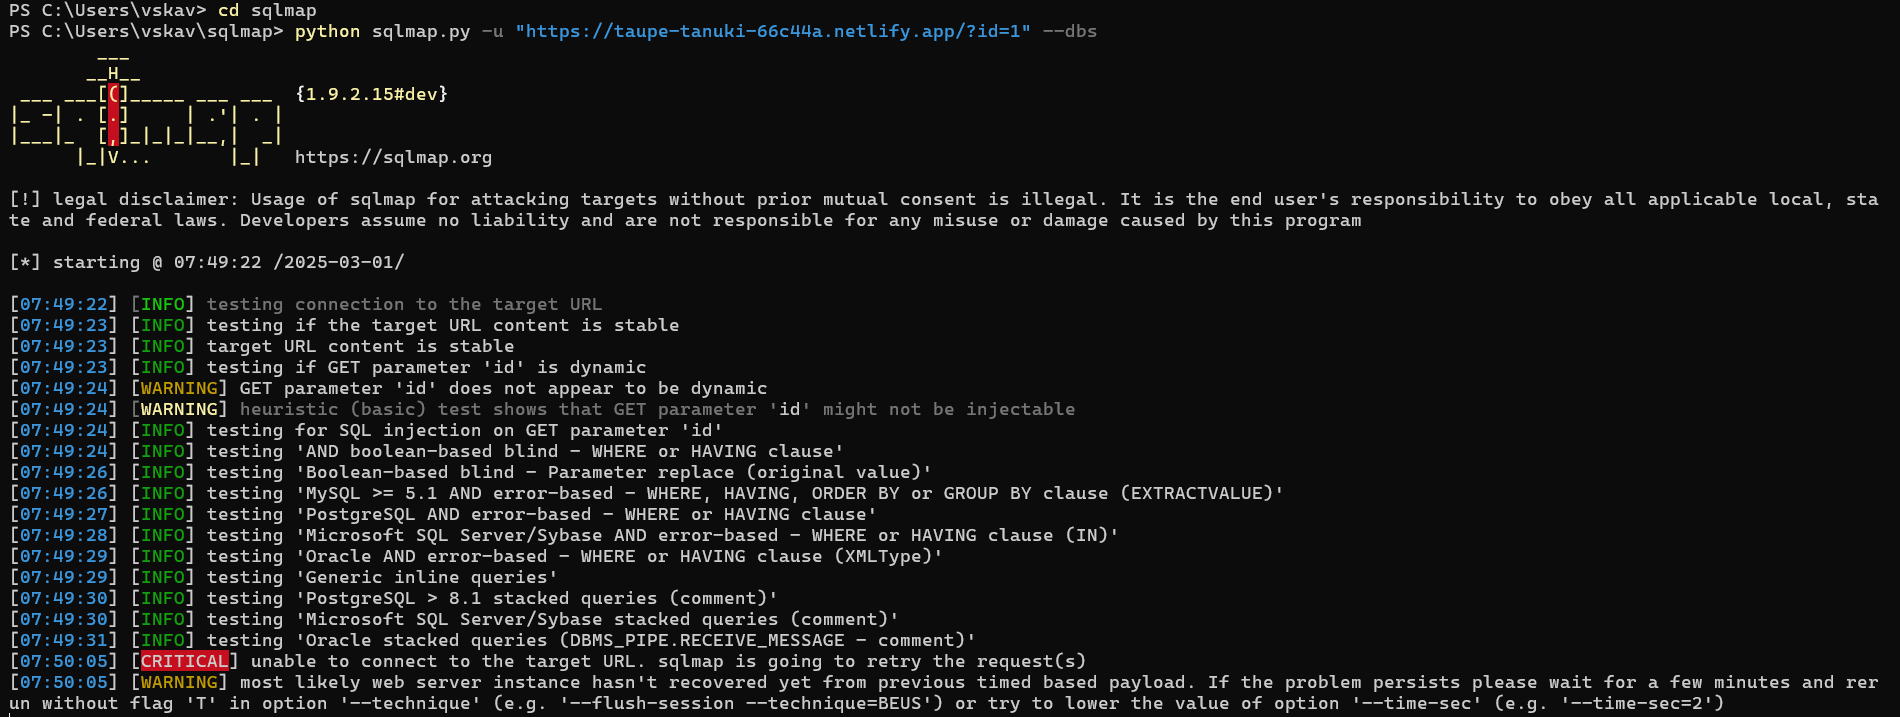 PS C:\Users\vskav> cd sqlmap
PS C:\Users\vskav\sqlmap> python sqlmap.py -u "https://taupe-tanuki-66c44a.netlify.app/?id=1" --dbs
        ___
       __H__
 ___ ___[(]_____ ___ ___  {1.9.2.15#dev}
|_ -| . [.]     | .'| . |
|___|_  [,]_|_|_|__,|  _|
      |_|V...       |_|   https://sqlmap.org
[!] legal disclaimer: Usage of sqlmap for attacking targets without prior mutual consent is illegal. It is the end user's responsibility to obey all applicable local, sta
te and federal laws. Developers assume no liability and are not responsible for any misuse or damage caused by this program
[*] starting @ 07:49:22 /2025-03-01/
[07:49:22] [INFO] testing connection to the target URL
[07:49:23] [INFO] testing if the target URL content is stable
[07:49:23] [INFO] target URL content is stable
[07:49:23] [INFO] testing if GET parameter 'id' is dynamic
[07:49:24] [WARNING] GET parameter 'id' does not appear to be dynamic
[07:49:24] [WARNING] heuristic (basic) test shows that GET parameter 'id' might not be injectable
[07:49:24] [INFO] testing for SQL injection on GET parameter 'id'
[07:49:24] [INFO] testing 'AND boolean-based blind - WHERE or HAVING clause'
[07:49:26] [INFO] testing 'Boolean-based blind - Parameter replace (original value)'
[07:49:26] [INFO] testing 'MySQL >= 5.1 AND error-based - WHERE, HAVING, ORDER BY or GROUP BY clause (EXTRACTVALUE)'
[07:49:27] [INFO] testing 'PostgreSQL AND error-based - WHERE or HAVING clause'
[07:49:28] [INFO] testing 'Microsoft SQL Server/Sybase AND error-based - WHERE or HAVING clause (IN)'
[07:49:29] [INFO] testing 'Oracle AND error-based - WHERE or HAVING clause (XMLType)'
[07:49:29] [INFO] testing 'Generic inline queries'
[07:49:30] [INFO] testing 'PostgreSQL > 8.1 stacked queries (comment)'
[07:49:30] [INFO] testing 'Microsoft SQL Server/Sybase stacked queries (comment)'
[07:49:31] [INFO] testing 'Oracle stacked queries (DBMS_PIPE.RECEIVE_MESSAGE - comment)'
[07:50:05] [CRITICAL] unable to connect to the target URL. sqlmap is going to retry the request(s)
[07:50:05] [WARNING] most likely web server instance hasn't recovered yet from previous timed based payload. If the problem persists please wait for a few minutes and rer
un without flag 'T' in option '--technique' (e.g. '--flush-session --technique=BEUS') or try to lower the value of option '--time-sec' (e.g. '--time-sec=2')